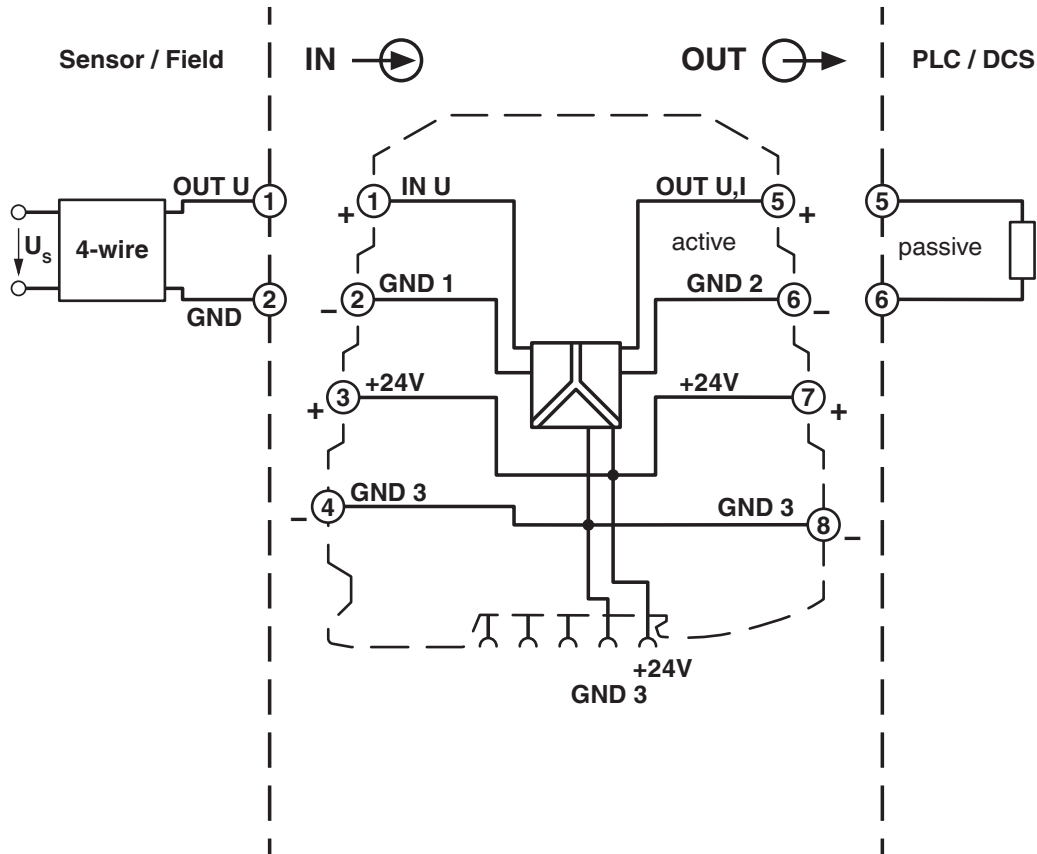 Sensor / Field
IN
OUT
PLC / DCS
OUT U
1
1
IN U
OUT U,I
5
5
+
+
U_s
4-wire
active
passive
GND
2
2
GND 1
GND 2
6
6
–
–
3
+24V
+24V
7
+
+
4
GND 3
GND 3
8
–
–
+24V
GND 3